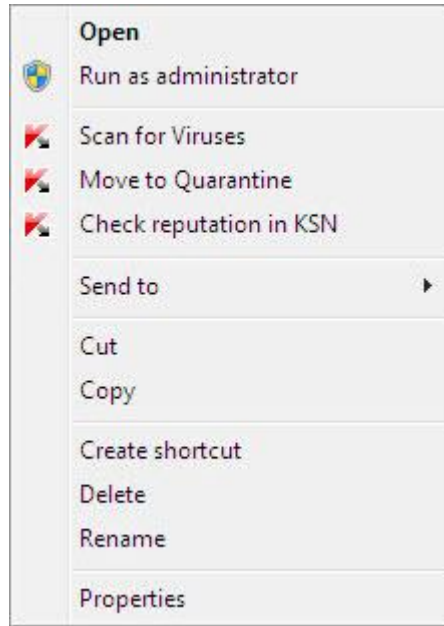 Open
Run as administrator
Scan for Viruses
Move to Quarantine
Check reputation in KSN
Send to
Cut
Copy
Create shortcut
Delete
Rename
Properties